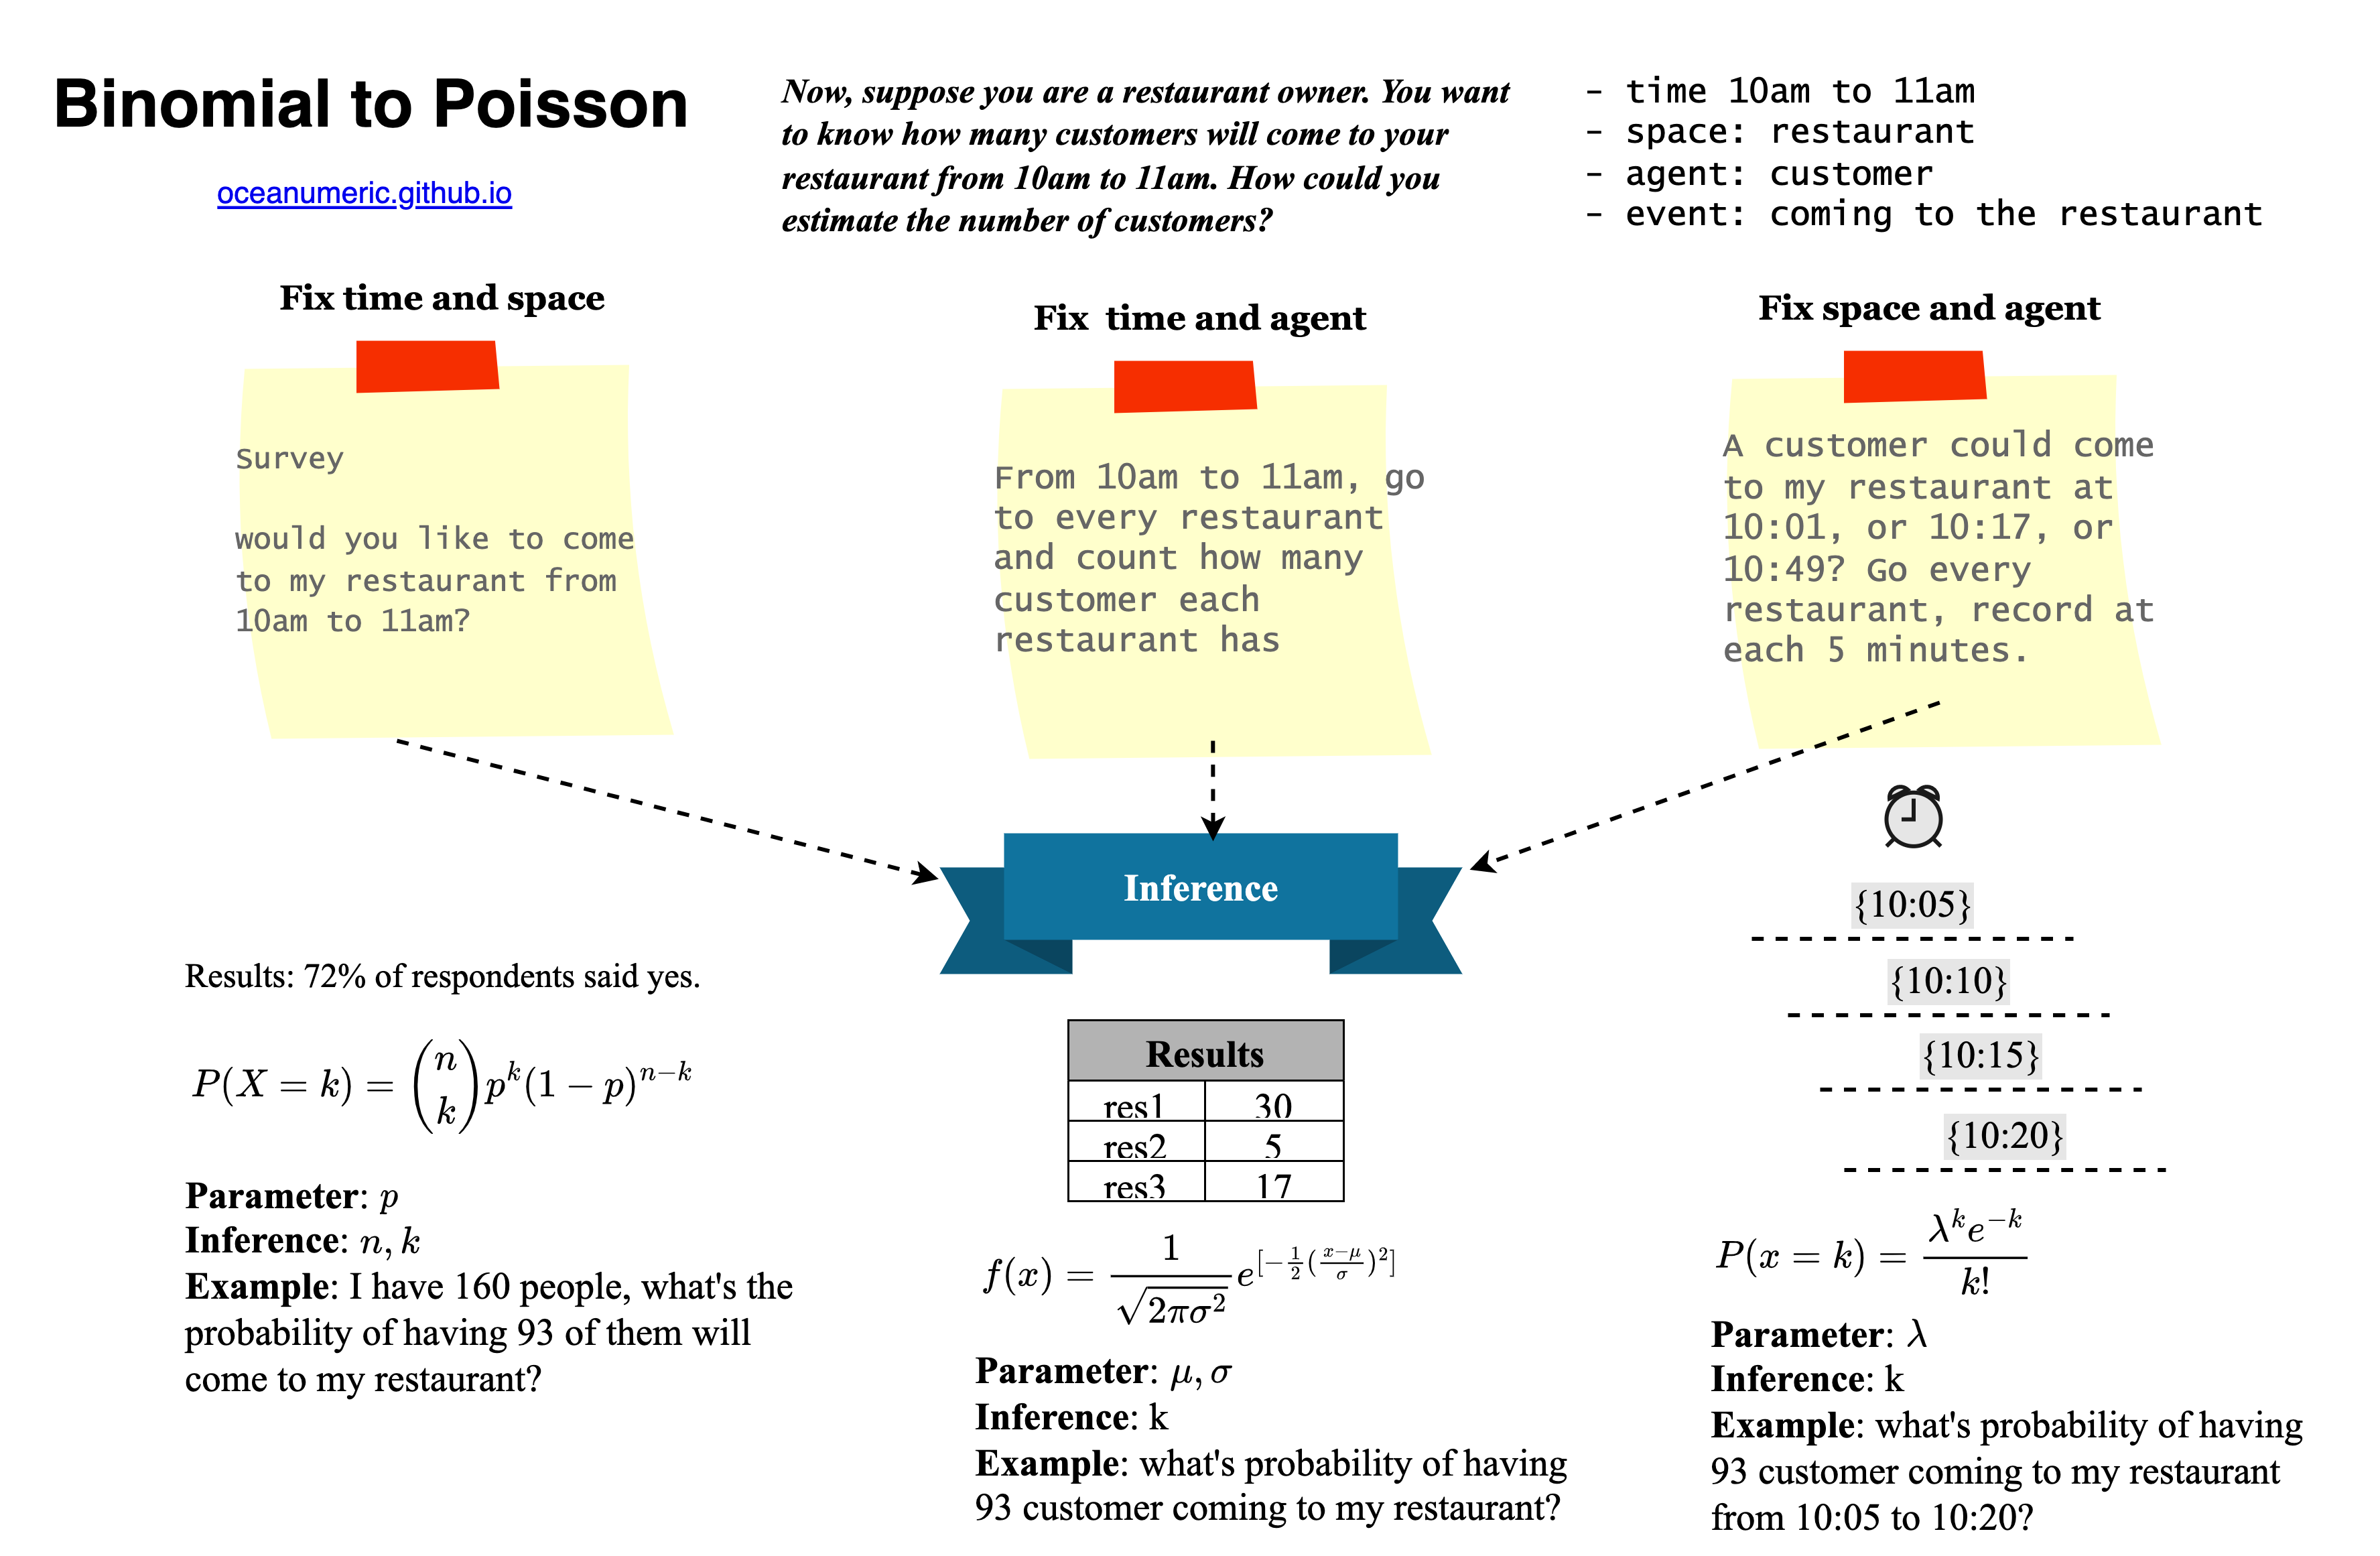 Binomial to Poisson
oceanumeric.github.io
Now, suppose you are a restaurant owner. You want
to know how many customers will come to your
restaurant from 10am to 11am. How could you
estimate the number of customers?
- time 10am to 11am
- space: restaurant
- agent: customer
- event: coming to the restaurant
Fix time and space
Survey
would you like to come
to my restaurant from
10am to 11am?
Fix time and agent
From 10am to 11am, go
to every restaurant
and count how many
customer each
restaurant has
Fix space and agent
A customer could come
to my restaurant at
10:01, or 10:17, or
10:49? Go every
restaurant, record at
each 5 minutes.
Inference
Results: 72% of respondents said yes.
P(X = k) = \binom{n}{k} p^k (1 − p)^{n−k}
Parameter: p
Inference: n, k
Example: I have 160 people, what's the
probability of having 93 of them will
come to my restaurant?
Results
res1 30
res2 5
res3 17
f(x) = \frac{1}{\sqrt{2πσ^2}} e^{[−\frac{1}{2}(\frac{x−μ}{σ})^2]}
Parameter: μ, σ
Inference: k
Example: what's probability of having
93 customer coming to my restaurant?
{10:05}
{10:10}
{10:15}
{10:20}
P(x = k) = \frac{λ^k e^{−k}}{k!}
Parameter: λ
Inference: k
Example: what's probability of having
93 customer coming to my restaurant
from 10:05 to 10:20?